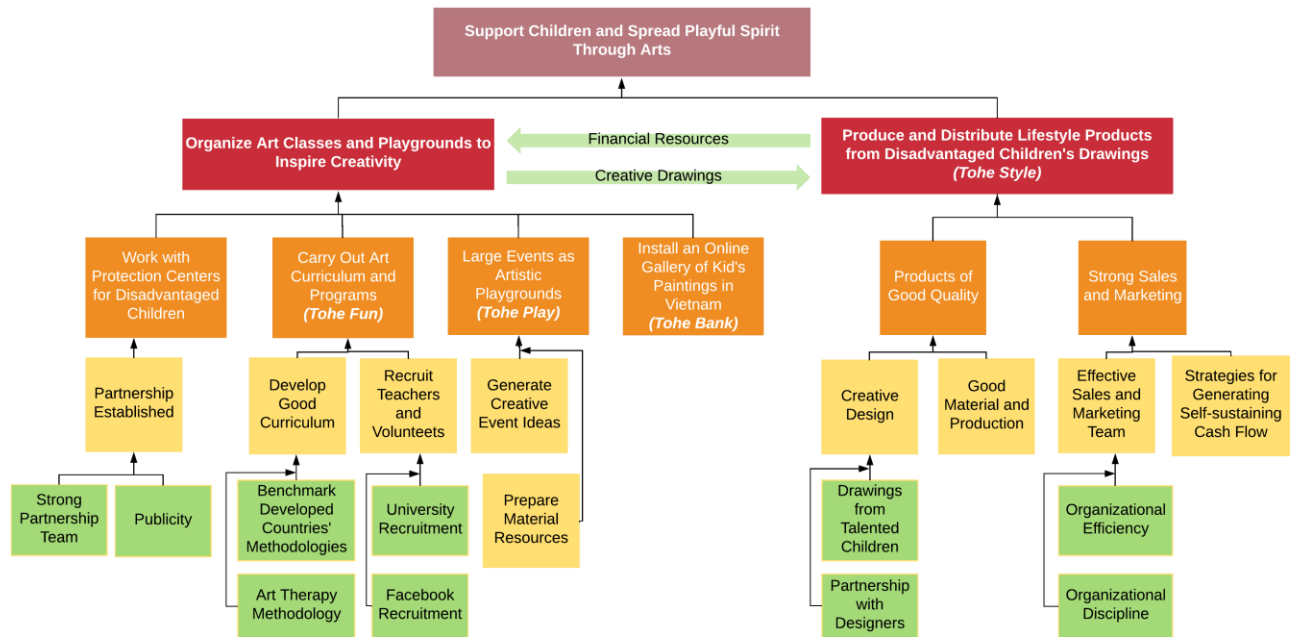 Support Children and Spread Playful Spirit
Through Arts
Organize Art Classes and Playgrounds to
Inspire Creativity
Financial Resources
Creative Drawings
Produce and Distribute Lifestyle Products
from Disadvantaged Children's Drawings
(Tohe Style)
Work with
Protection Centers
for Disadvantaged
Children
Carry Out Art
Curriculum and
Programs
(Tohe Fun)
Large Events as
Artistic
Playgrounds
(Tohe Play)
Install an Online
Gallery of Kid's
Paintings in
Vietnam
(Tohe Bank)
Products of
Good Quality
Strong Sales
and Marketing
Partnership
Established
Develop
Good
Curriculum
Recruit
Teachers
and
Volunteets
Generate
Creative
Event Ideas
Creative
Design
Good
Material and
Production
Effective
Sales and
Marketing
Team
Strategies for
Generating
Self-sustaining
Cash Flow
Strong
Partnership
Team
Publicity
Benchmark
Developed
Countries'
Methodologies
University
Recruitment
Prepare
Material
Resources
Drawings
from
Talented
Children
Organizational
Efficiency
Art Therapy
Methodology
Facebook
Recruitment
Partnership
with
Designers
Organizational
Discipline